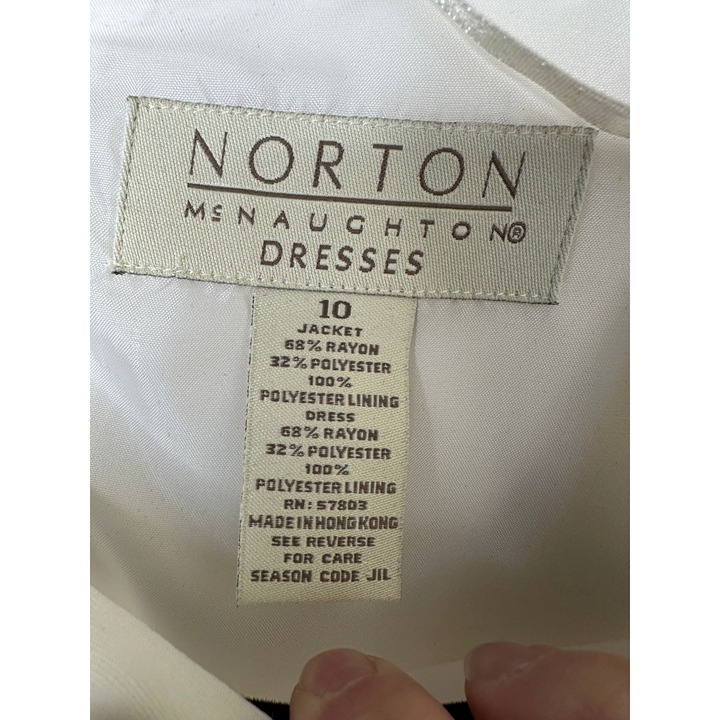 NORTON
McNAUGHTON®
DRESSES
10
JACKET
68% RAYON
32% POLYESTER
100%
POLYESTER LINING
DRESS
68% RAYON
32% POLYESTER
100%
POLYESTER LINING
RN: 57803
MADE IN HONG KONG
SEE REVERSE
FOR CARE
SEASON CODE JIL